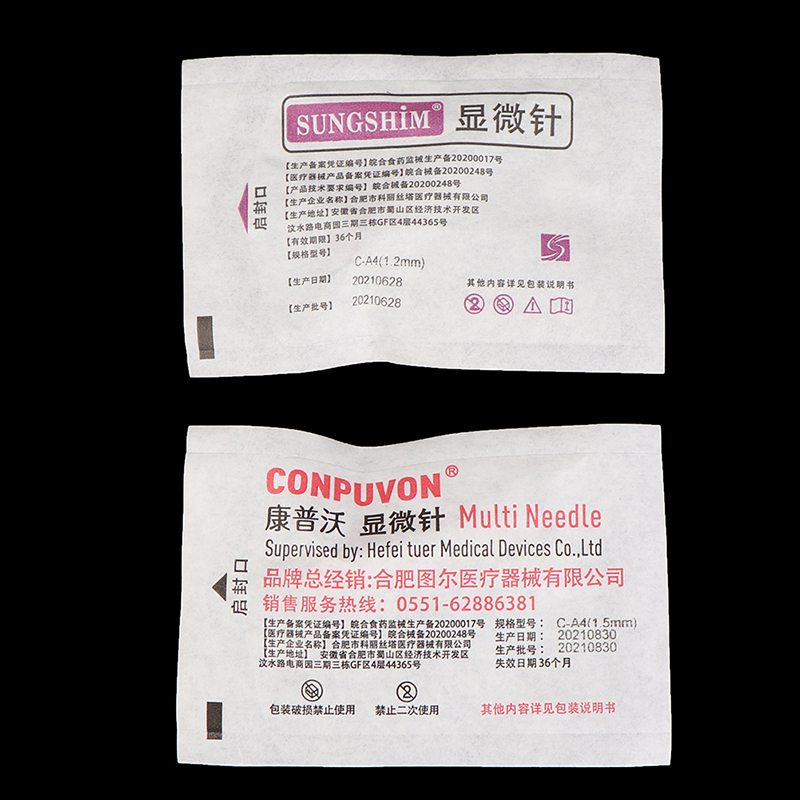 SUNGSHiM® 显微针
【生产备案凭证编号】皖合食药监械生产备20200017号
【医疗器械产品备案凭证编号】皖合械备20200248号
【产品技术要求编号】 皖合械备20200248号
【生产企业名称】合肥市科丽丝塔医疗器械有限公司
【生产地址】安徽省合肥市蜀山区经济技术开发区
汶水路电商园三期三栋GF区4层44365号
【有效期限】36个月
【规格型号】 C-A4(1.2mm)
【生产日期】 20210628
【生产批号】 20210628
启封口
其他内容详见包装说明书
CONPUVON®
康普沃 显微针 Multi Needle
Supervised by: Hefei tuer Medical Devices Co.,Ltd
品牌总经销:合肥图尔医疗器械有限公司
销售服务热线：0551-62886381
【生产备案凭证编号】皖合食药监械生产备20200017号
【医疗器械产品备案凭证编号】皖合械备20200248号
【生产企业名称】合肥市科丽丝塔医疗器械有限公司
【生产地址】 安徽省合肥市蜀山区经济技术开发区
汶水路电商园三期三栋GF区4层44365号
规格型号： C-A4(1.5mm)
生产日期： 20210830
生产批号： 20210830
失效日期36个月
启封口
包装破损禁止使用
禁止二次使用
其他内容详见包装说明书